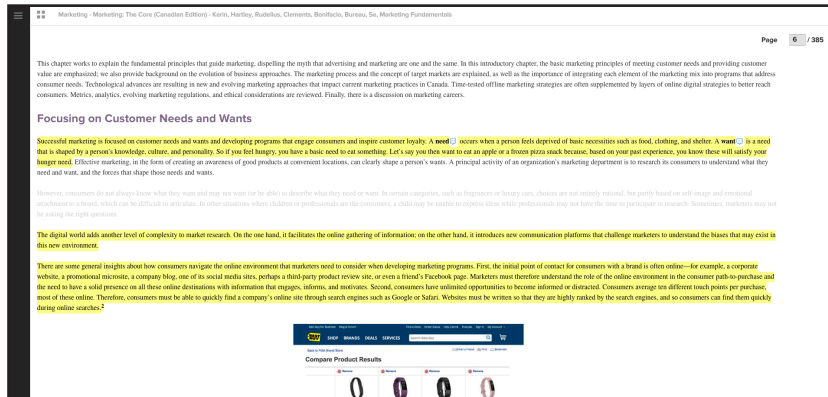 Marketing - Marketing: The Core (Canadian Edition) - Kerin, Hartley, Rudelius, Clements, Bonifacio, Bureau, 5e, Marketing Fundamentals
Page 6 / 385
This chapter works to explain the fundamental principles that guide marketing, dispelling the myth that advertising and marketing are one and the same. In this introductory chapter, the basic marketing principles of meeting customer needs and providing customer
value are emphasized; we also provide background on the evolution of business approaches. The marketing process and the concept of target markets are explained, as well as the importance of integrating each element of the marketing mix into programs that address
consumer needs. Technological advances are resulting in new and evolving marketing approaches that impact current marketing practices in Canada. Time-tested offline marketing strategies are often supplemented by layers of online digital strategies to better reach
consumers. Metrics, analytics, evolving marketing regulations, and ethical considerations are reviewed. Finally, there is a discussion on marketing careers.
Focusing on Customer Needs and Wants
Successful marketing is focused on customer needs and wants and developing programs that engage consumers and inspire customer loyalty. A need occurs when a person feels deprived of basic necessities such as food, clothing, and shelter. A want is a need
that is shaped by a person's knowledge, culture, and personality. So if you feel hungry, you have a basic need to eat something. Let's say you then want to eat an apple or a frozen pizza snack because, based on your past experience, you know these will satisfy your
hunger need. Effective marketing, in the form of creating an awareness of good products at convenient locations, can clearly shape a person's wants. A principal activity of an organization's marketing department is to research its consumers to understand what they
need and want, and the forces that shape those needs and wants.
However, consumers do not always know what they want and may not want (or be able) to describe what they need or want. In certain categories, such as fragrances or luxury cars, choices are not entirely rational, but partly based on self-image and emotional
attachment to a brand, which can be difficult to articulate. In other situations where children or professionals are the consumers, a child may be unable to express ideas while professionals may not have the time to participate in research. Sometimes, marketers may not
be asking the right questions.
The digital world adds another level of complexity to market research. On the one hand, it facilitates the online gathering of information; on the other hand, it introduces new communication platforms that challenge marketers to understand the biases that may exist in
this new environment.
There are some general insights about how consumers navigate the online environment that marketers need to consider when developing marketing programs. First, the initial point of contact for consumers with a brand is often online—for example, a corporate
website, a promotional microsite, a company blog, one of its social media sites, perhaps a third-party product review site, or even a friend's Facebook page. Marketers must therefore understand the role of the online environment in the consumer path-to-purchase and
the need to have a solid presence on all these online destinations with information that engages, informs, and motivates. Second, consumers have unlimited opportunities to become informed or distracted. Consumers average ten different touch points per purchase,
most of these online. Therefore, consumers must be able to quickly find a company's online site through search engines such as Google or Safari. Websites must be written so that they are highly ranked by the search engines, and so consumers can find them quickly
during online searches.2
SHOP BRANDS DEALS SERVICES
Compare Product Results
Remove Remove Remove Remove